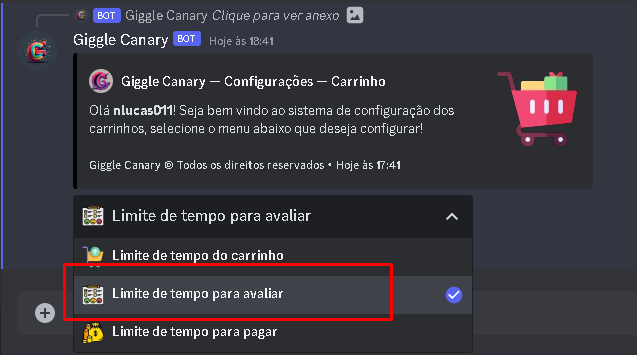 BOT Giggle Canary Clique para ver anexo
Giggle Canary BOT Hoje às 18:41
Giggle Canary — Configurações — Carrinho
Olá nlucas011! Seja bem vindo ao sistema de configuração dos
carrinhos, selecione o menu abaixo que deseja configurar!
Giggle Canary © Todos os direitos reservados • Hoje às 17:41
Limite de tempo para avaliar
Limite de tempo do carrinho
Limite de tempo para avaliar
Limite de tempo para pagar